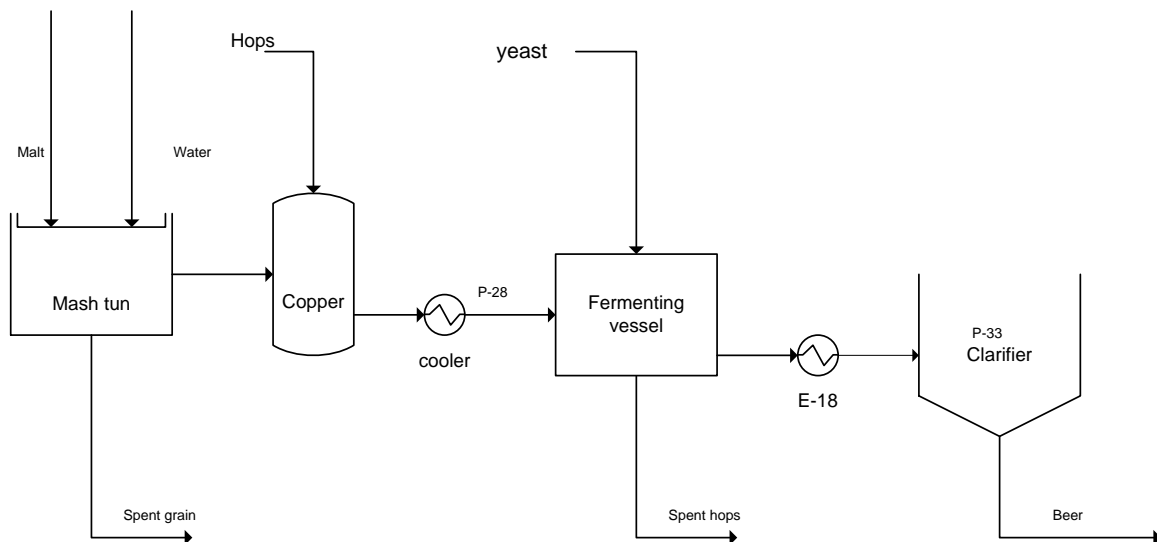 Hops
yeast
Malt
Water
Mash tun
Copper
P-28
cooler
Fermenting
vessel
E-18
P-33
Clarifier
Spent grain
Spent hops
Beer